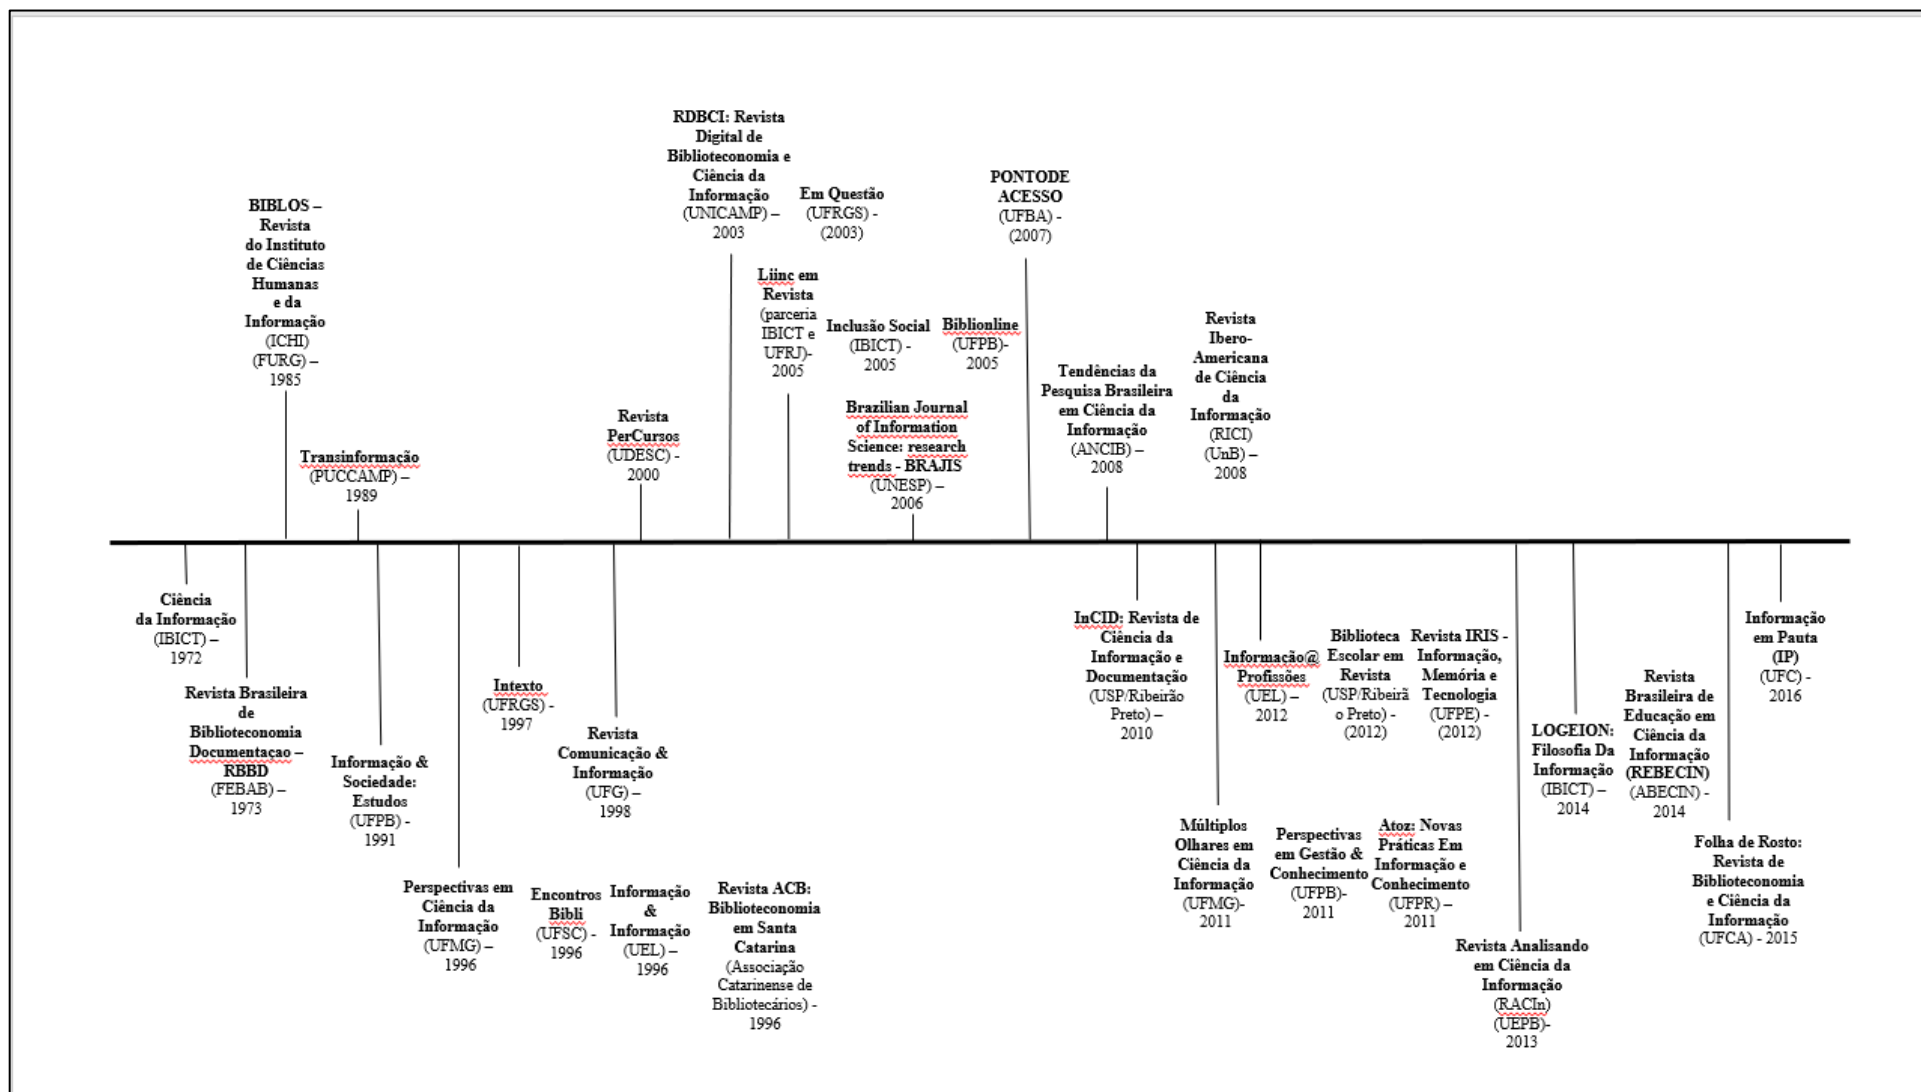 BIBLOS –
Revista
do Instituto
de Ciências
Humanas
e da
Informação
(ICHI)
(FURG) –
1985
Transinformação
(PUCCAMP) –
1989
Revista
PerCursos
(UDESC) -
2000
RDBCI: Revista
Digital de
Biblioteconomia e
Ciência da
Informação
(UNICAMP) –
2003
Em Questão
(UFRGS) -
(2003)
Liinc em
Revista
(parceria
IBICT e
UFRJ)-
2005
Inclusão Social
(IBICT) -
2005
Biblionline
(UFPB)-
2005
Brazilian Journal
of Information
Science: research
trends - BRAJIS
(UNESP) –
2006
PONTODE
ACESSO
(UFBA) -
(2007)
Tendências da
Pesquisa Brasileira
em Ciência da
Informação
(ANCIB) –
2008
Revista
Ibero-
Americana
de Ciência
da
Informação
(RICI)
(UnB) –
2008
Ciência
da Informação
(IBICT) –
1972
Revista Brasileira
de
Biblioteconomia
Documentaçao –
RBBD
(FEBAB) –
1973
Informação &
Sociedade:
Estudos
(UFPB) -
1991
Perspectivas em
Ciência da
Informação
(UFMG) –
1996
Encontros
Bibli
(UFSC) -
1996
Informação
&
Informação
(UEL) –
1996
Revista ACB:
Biblioteconomia
em Santa
Catarina
(Associação
Catarinense de
Bibliotecários) -
1996
Intexto
(UFRGS) -
1997
Revista
Comunicação &
Informação
(UFG) –
1998
InCID: Revista de
Ciência da
Informação e
Documentação
(USP/Ribeirão
Preto) –
2010
Múltiplos
Olhares em
Ciência da
Informação
(UFMG)-
2011
Perspectivas
em Gestão &
Conhecimento
(UFPB)-
2011
Atoz: Novas
Práticas Em
Informação e
Conhecimento
(UFPR) –
2011
Informação@
Profissões
(UEL) –
2012
Biblioteca
Escolar em
Revista
(USP/Ribeirã
o Preto) -
(2012)
Revista IRIS -
Informação,
Memória e
Tecnologia
(UFPE) -
(2012)
Revista Analisando
em Ciência da
Informação
(RACIn)
(UEPB)-
2013
LOGEION:
Filosofia Da
Informação
(IBICT) –
2014
Revista
Brasileira de
Educação em
Ciência da
Informação
(REBECIN)
(ABECIN) -
2014
Folha de Rosto:
Revista de
Biblioteconomia
e Ciência da
Informação
(UFCA) - 2015
Informação
em Pauta
(IP)
(UFC) -
2016